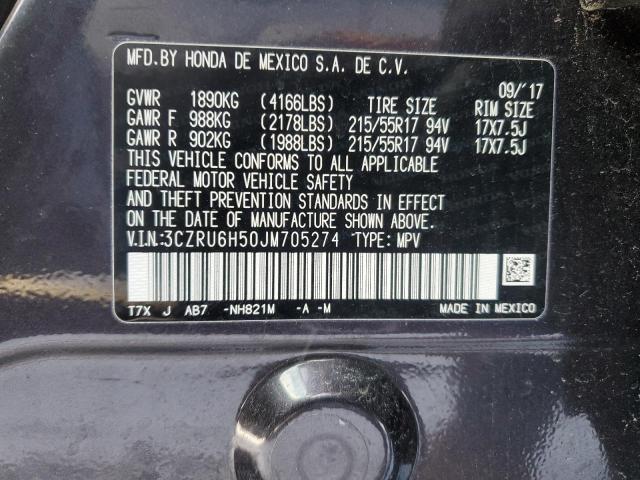 MFD.BY HONDA DE MEXICO S.A. DE C.V.
09/'17
GVWR 1890KG (4166LBS) TIRE SIZE RIM SIZE
GAWR F 988KG (2178LBS) 215/55R17 94V 17X7.5J
GAWR R 902KG (1988LBS) 215/55R17 94V 17X7.5J
THIS VEHICLE CONFORMS TO ALL APPLICABLE
FEDERAL MOTOR VEHICLE SAFETY
AND THEFT PREVENTION STANDARDS IN EFFECT
ON THE DATE OF MANUFACTURE SHOWN ABOVE.
V.I.N.:3CZRU6H50JM705274 TYPE: MPV
T7X J AB7 -NH821M -A -M MADE IN MEXICO